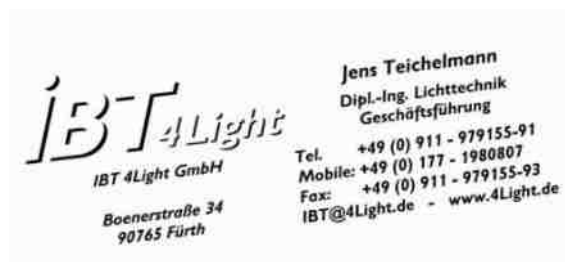 iBT 4Light
IBT 4Light GmbH
Boenerstraße 34
90765 Fürth
Jens Teichelmann
Dipl.-Ing. Lichttechnik
Geschäftsführung
Tel. +49 (0) 911 - 979155-91
Mobile: +49 (0) 177 - 1980807
Fax: +49 (0) 911 - 979155-93
IBT@4Light.de - www.4Light.de